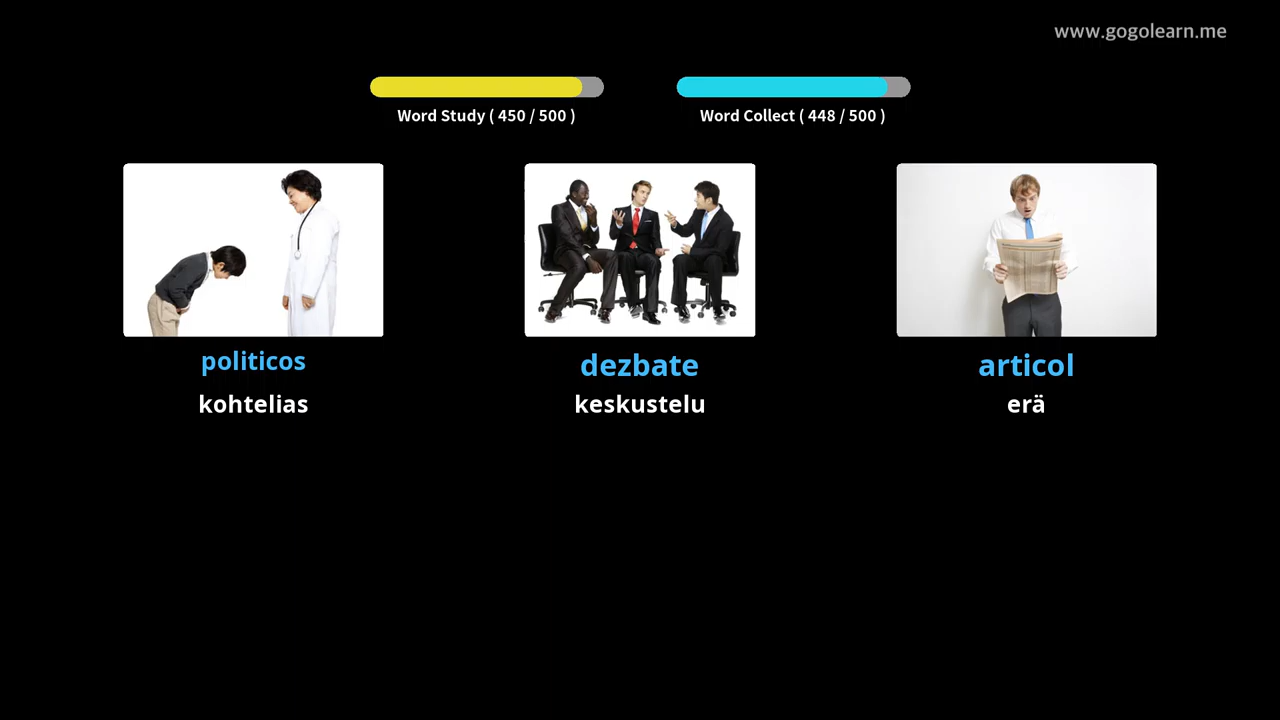 www.gogolearn.me
Word Study ( 450 / 500 )
Word Collect ( 448 / 500 )
politicos
dezbate
articol
kohtelias
keskustelu
erä